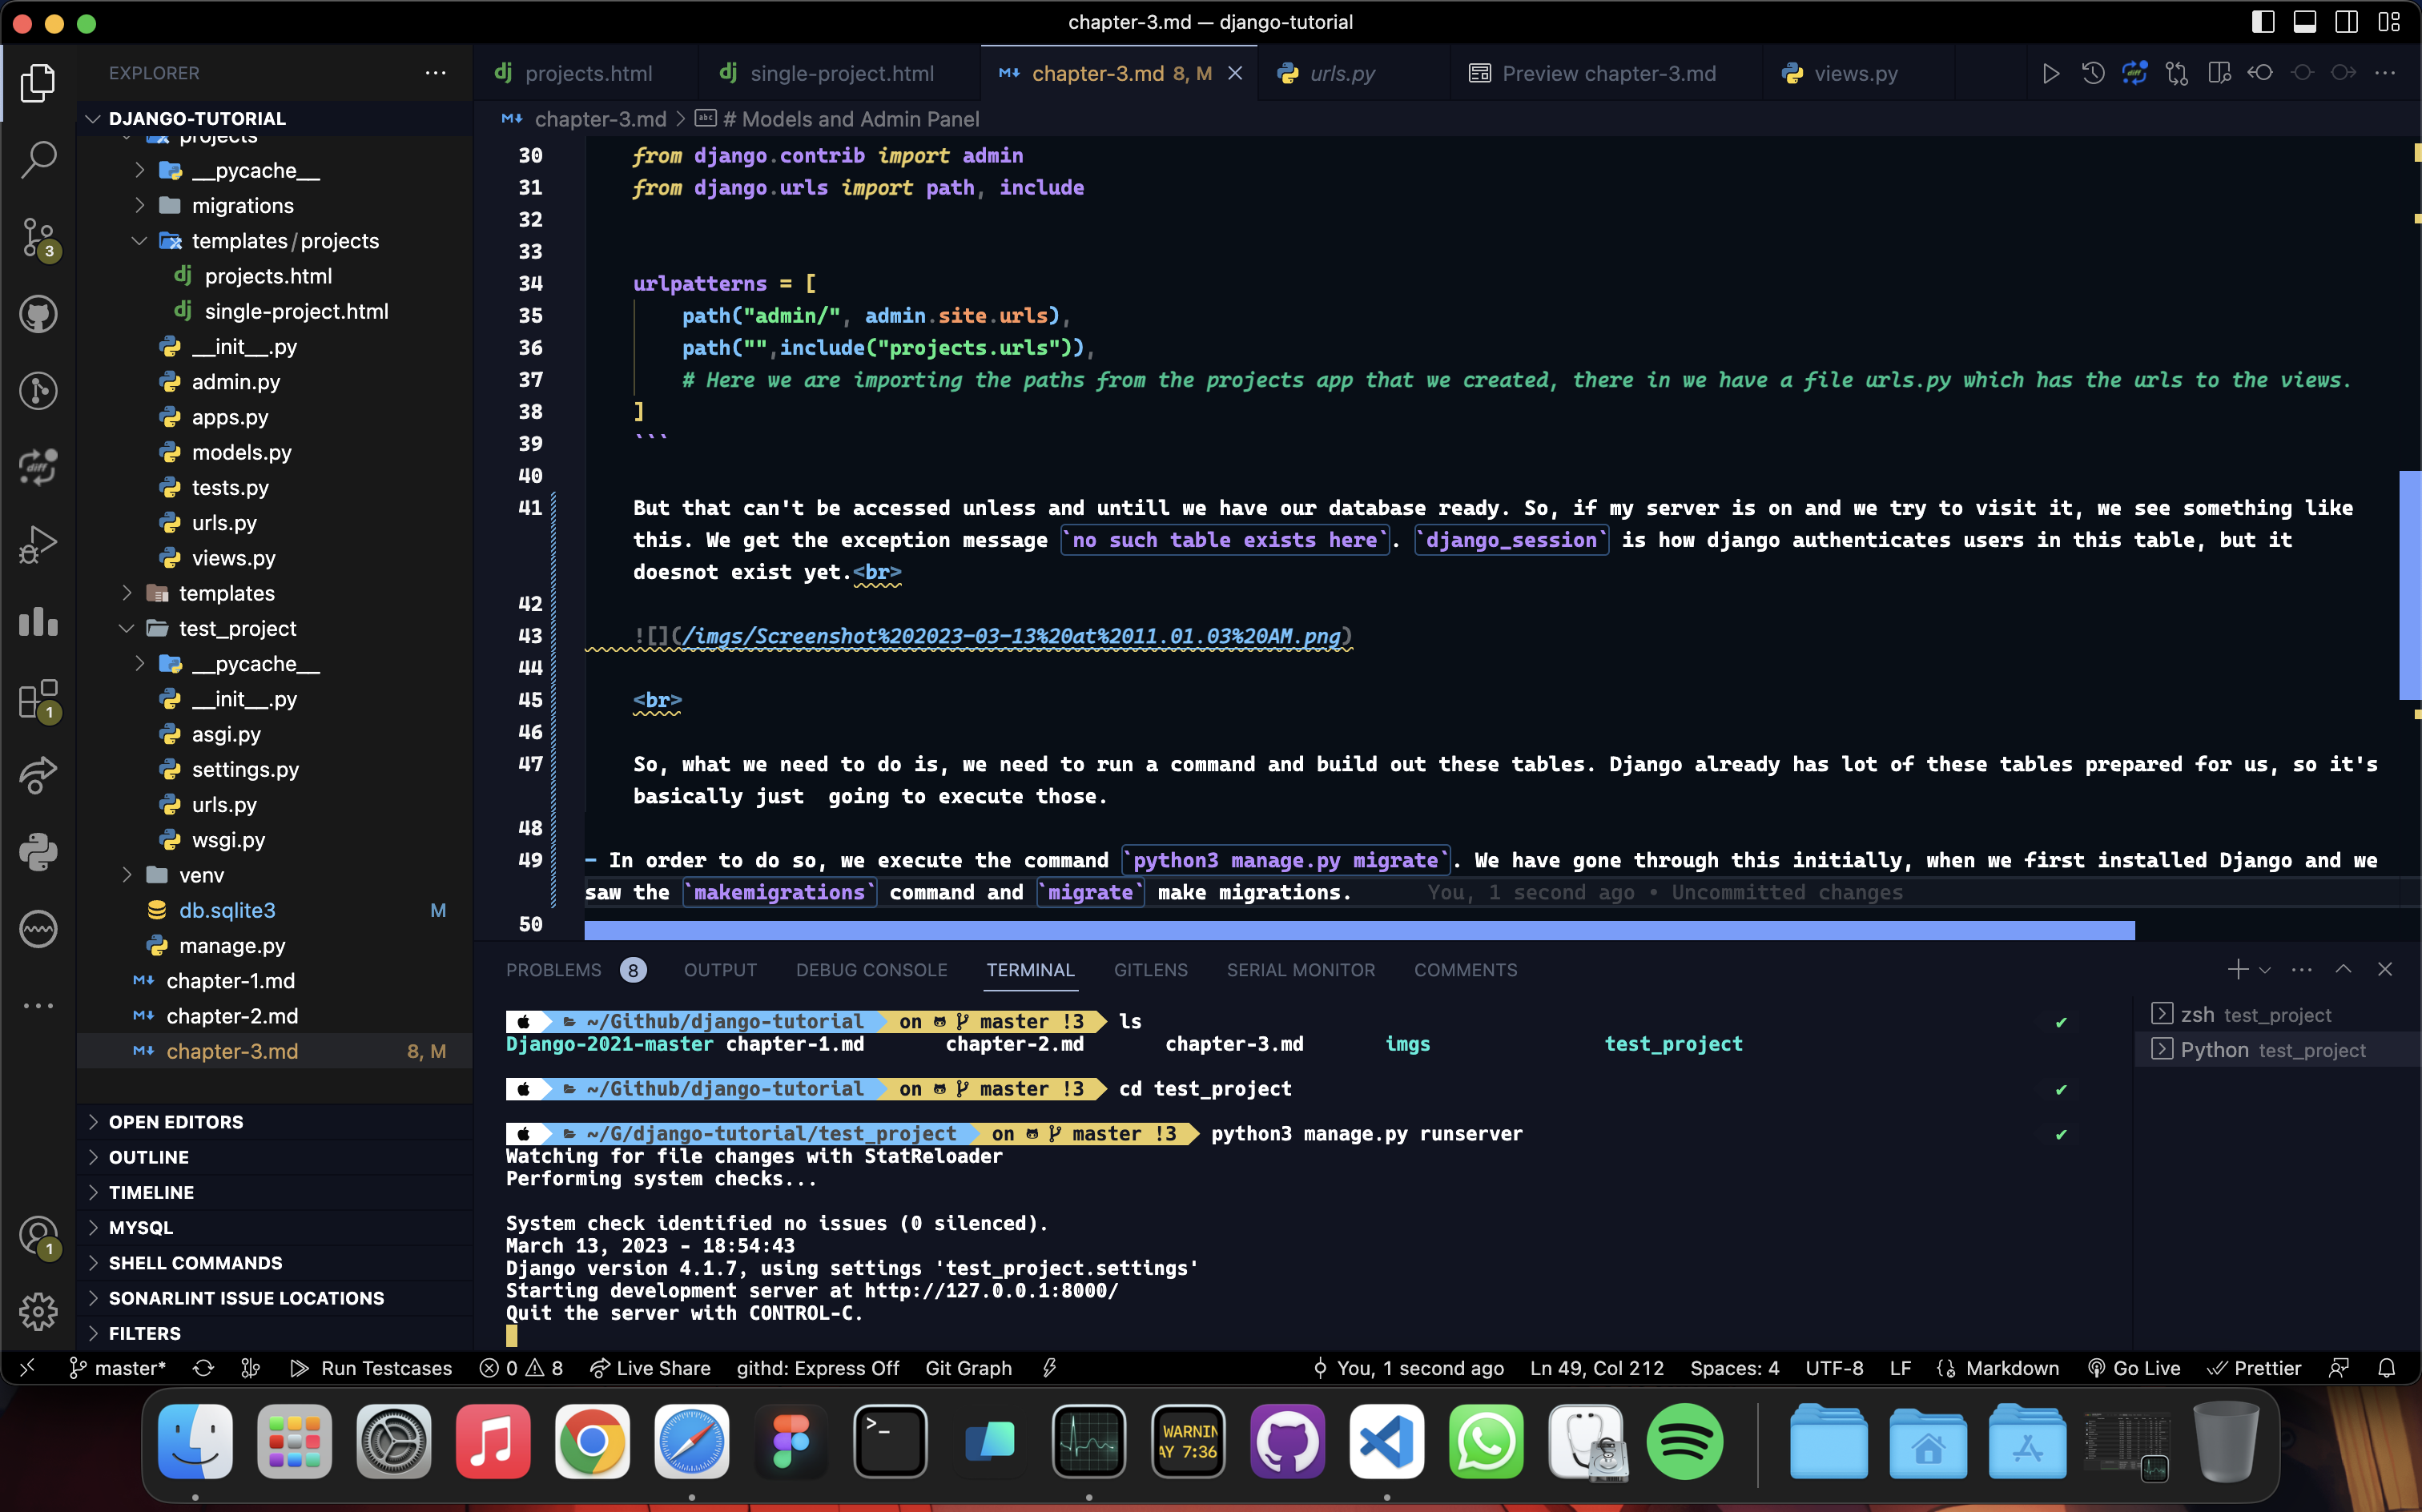 chapter-3.md — django-tutorial
EXPLORER
projects.html
single-project.html
chapter-3.md 8, M
urls.py
Preview chapter-3.md
views.py
DJANGO-TUTORIAL
chapter-3.md > # Models and Admin Panel
projects
__pycache__
migrations
templates/projects
projects.html
single-project.html
__init__.py
admin.py
apps.py
models.py
tests.py
urls.py
views.py
templates
test_project
__pycache__
__init__.py
asgi.py
settings.py
urls.py
wsgi.py
venv
db.sqlite3 M
manage.py
chapter-1.md
chapter-2.md
chapter-3.md 8, M
OPEN EDITORS
OUTLINE
TIMELINE
MYSQL
SHELL COMMANDS
SONARLINT ISSUE LOCATIONS
FILTERS
3
1
1
30 from django.contrib import admin
31 from django.urls import path, include
32
33
34 urlpatterns = [
35 path("admin/", admin.site.urls),
36 path("",include("projects.urls")),
37 # Here we are importing the paths from the projects app that we created, there in we have a file urls.py which has the urls to the views.
38 ]
39 ```
40
41 But that can't be accessed unless and untill we have our database ready. So, if my server is on and we try to visit it, we see something like
this. We get the exception message `no such table exists here`. `django_session` is how django authenticates users in this table, but it
doesnot exist yet.<br>
42
43 ![](/imgs/Screenshot%202023-03-13%20at%2011.01.03%20AM.png)
44
45 <br>
46
47 So, what we need to do is, we need to run a command and build out these tables. Django already has lot of these tables prepared for us, so it's
basically just  going to execute those.
48
49 - In order to do so, we execute the command `python3 manage.py migrate`. We have gone through this initially, when we first installed Django and we
saw the `makemigrations` command and `migrate` make migrations. You, 1 second ago • Uncommitted changes
50
PROBLEMS 8 OUTPUT DEBUG CONSOLE TERMINAL GITLENS SERIAL MONITOR COMMENTS
~/Github/django-tutorial on master !3 ls
Django-2021-master chapter-1.md chapter-2.md chapter-3.md imgs test_project
~/Github/django-tutorial on master !3 cd test_project
~/G/django-tutorial/test_project on master !3 python3 manage.py runserver
Watching for file changes with StatReloader
Performing system checks...
System check identified no issues (0 silenced).
March 13, 2023 - 18:54:43
Django version 4.1.7, using settings 'test_project.settings'
Starting development server at http://127.0.0.1:8000/
Quit the server with CONTROL-C.
zsh test_project
Python test_project
master* Run Testcases 0 8 Live Share githd: Express Off Git Graph You, 1 second ago Ln 49, Col 212 Spaces: 4 UTF-8 LF Markdown Go Live Prettier
WARNIN
AY 7:36